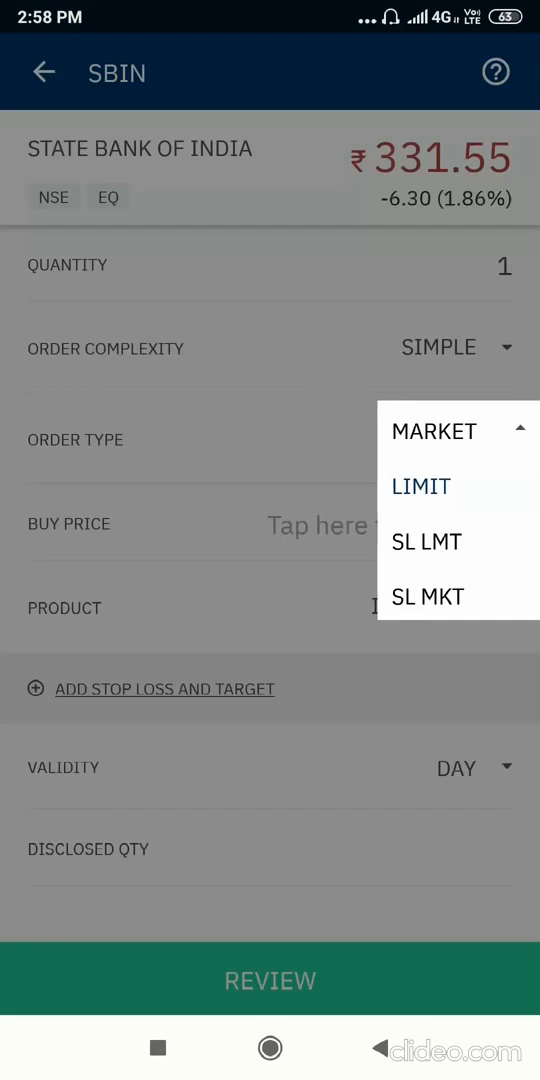 2:58 PM
4G
Vo)
LTE
63
SBIN
STATE BANK OF INDIA
₹ 331.55
NSE
EQ
-6.30 (1.86%)
QUANTITY
1
ORDER COMPLEXITY
SIMPLE
ORDER TYPE
MARKET
LIMIT
BUY PRICE
Tap here
SL LMT
PRODUCT
SL MKT
ADD STOP LOSS AND TARGET
VALIDITY
DAY
DISCLOSED QTY
REVIEW
clideo.com